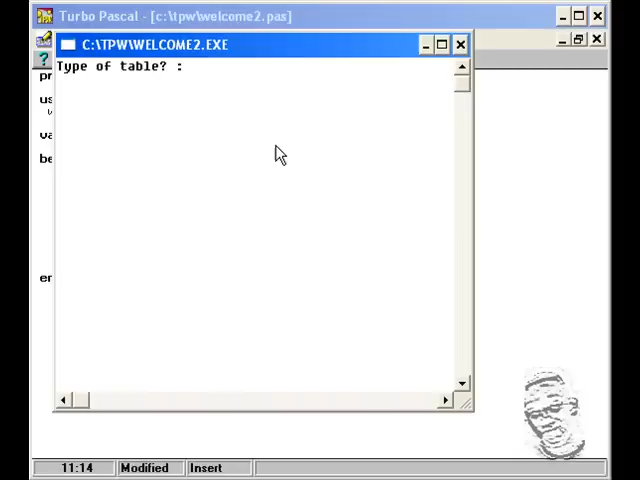 Turbo Pascal - [c:\tpw\welcome2.pas]
C:\TPW\WELCOME2.EXE
Type of table? :
pr
us
va
be
en
11:14 Modified Insert